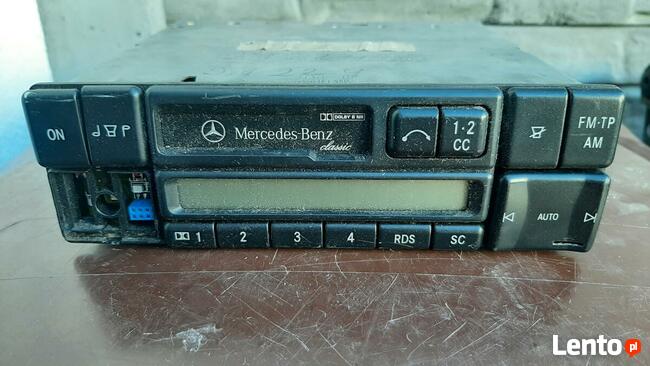 ON
DOLBY B NR
Mercedes-Benz
classic
1·2
CC
FM-TP
AM
AUTO
1 2 3 4 RDS SC
Lento pl